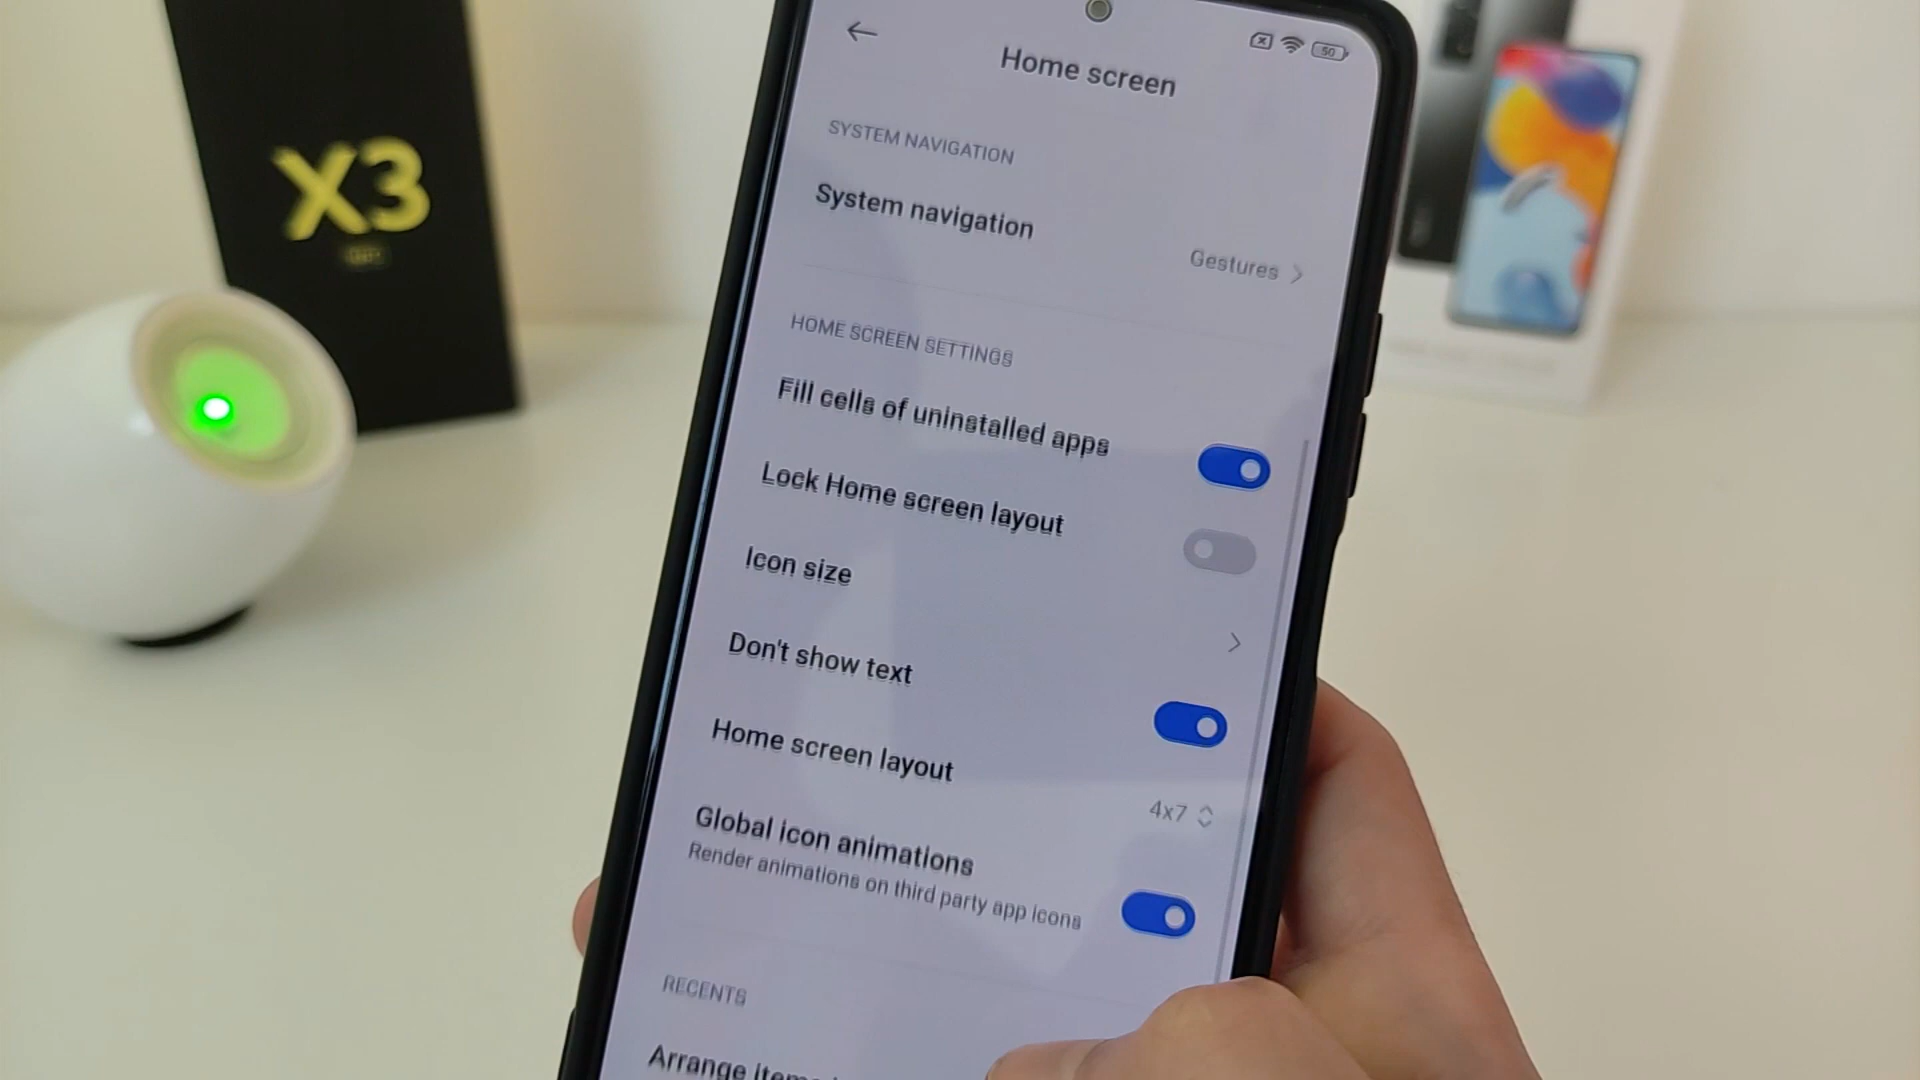 X3
50
Home screen
SYSTEM NAVIGATION
System navigation
Gestures
HOME SCREEN SETTINGS
Fill cells of uninstalled apps
Lock Home screen layout
Icon size
Don't show text
Home screen layout
4x7
Global icon animations
Render animations on third party app icons
RECENTS
Arrange items